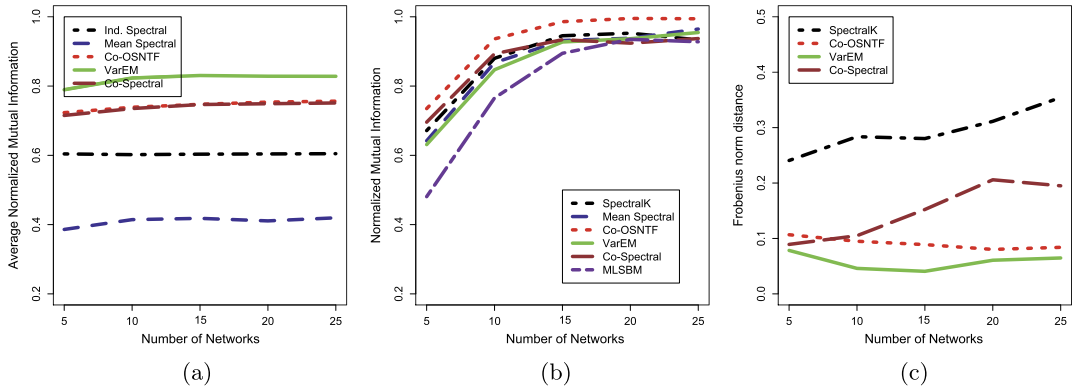 Average Normalized Mutual Information
1.0
0.8
0.6
0.4
0.2
Ind. Spectral
Mean Spectral
Co-OSNTF
VarEM
Co-Spectral
5 10 15 20 25
Number of Networks
(a)
Normalized Mutual Information
1.0
0.8
0.6
0.4
0.2
SpectralK
Mean Spectral
Co-OSNTF
VarEM
Co-Spectral
MLSBM
5 10 15 20 25
Number of Networks
(b)
Frobenius norm distance
0.5
0.4
0.3
0.2
0.1
0.0
SpectralK
Co-OSNTF
VarEM
Co-Spectral
5 10 15 20 25
Number of Networks
(c)